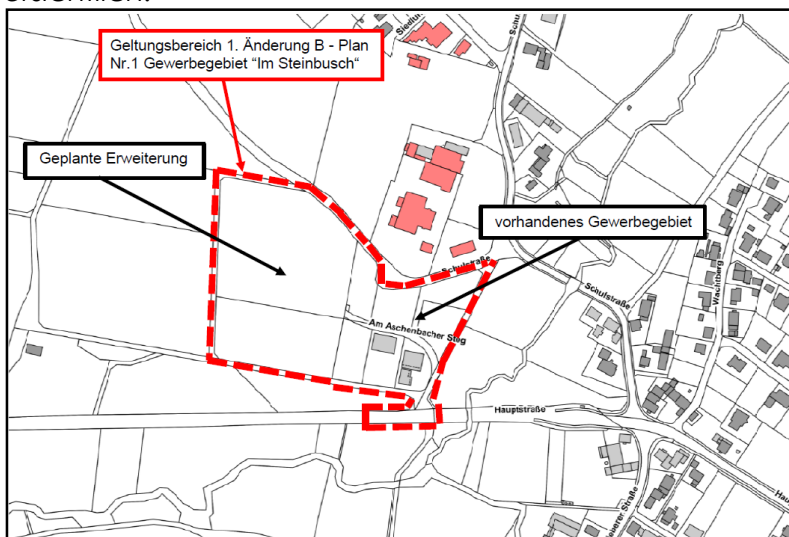 Geltungsbereich 1. Änderung B - Plan
Nr.1 Gewerbegebiet "Im Steinbusch"
Geplante Erweiterung
vorhandenes Gewerbegebiet
Schulstraße
Schulstraße
Wachtberg
Am Aschenbacher Steg
Hauptstraße